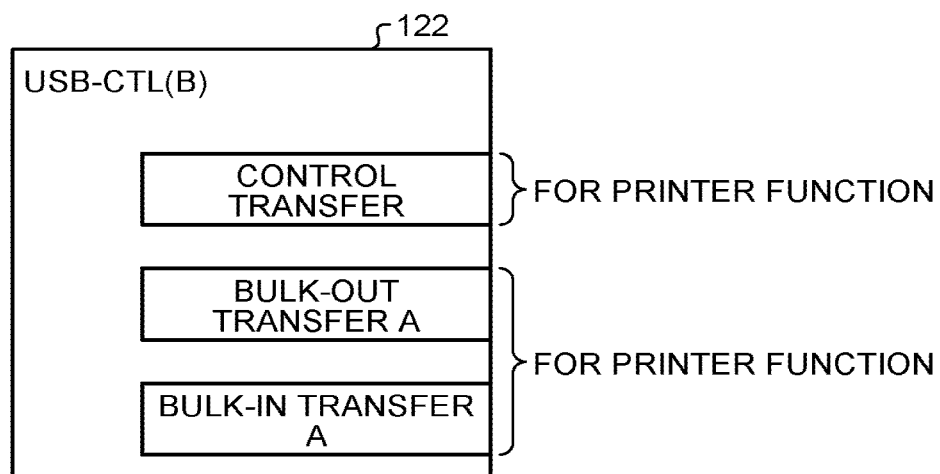 122
USB-CTL(B)
CONTROL
TRANSFER
FOR PRINTER FUNCTION
BULK-OUT
TRANSFER A
BULK-IN TRANSFER
A
FOR PRINTER FUNCTION